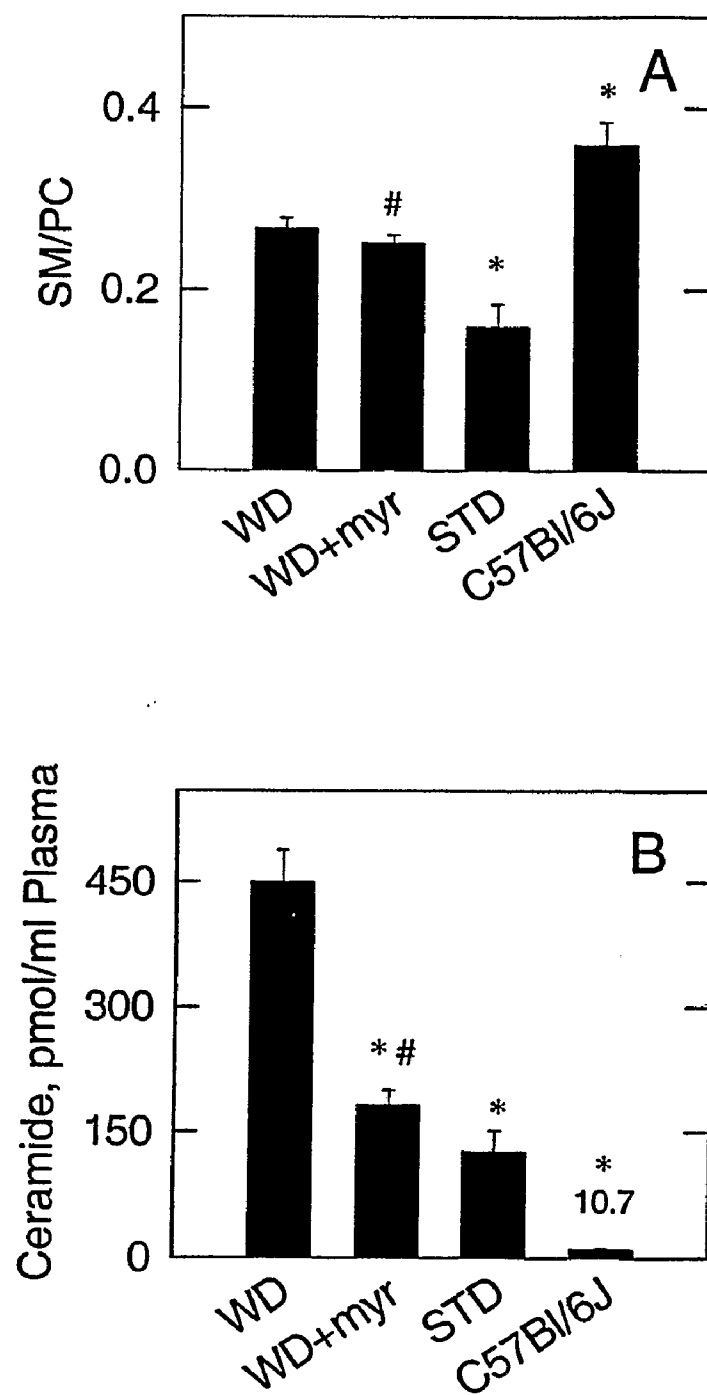 A
SM/PC
0.4
0.2
0.0
*
#
*
WD
WD+myr
STD
C57Bl/6J
B
Ceramide, pmol/ml Plasma
450
300
150
0
* #
*
*
10.7
WD
WD+myr
STD
C57Bl/6J